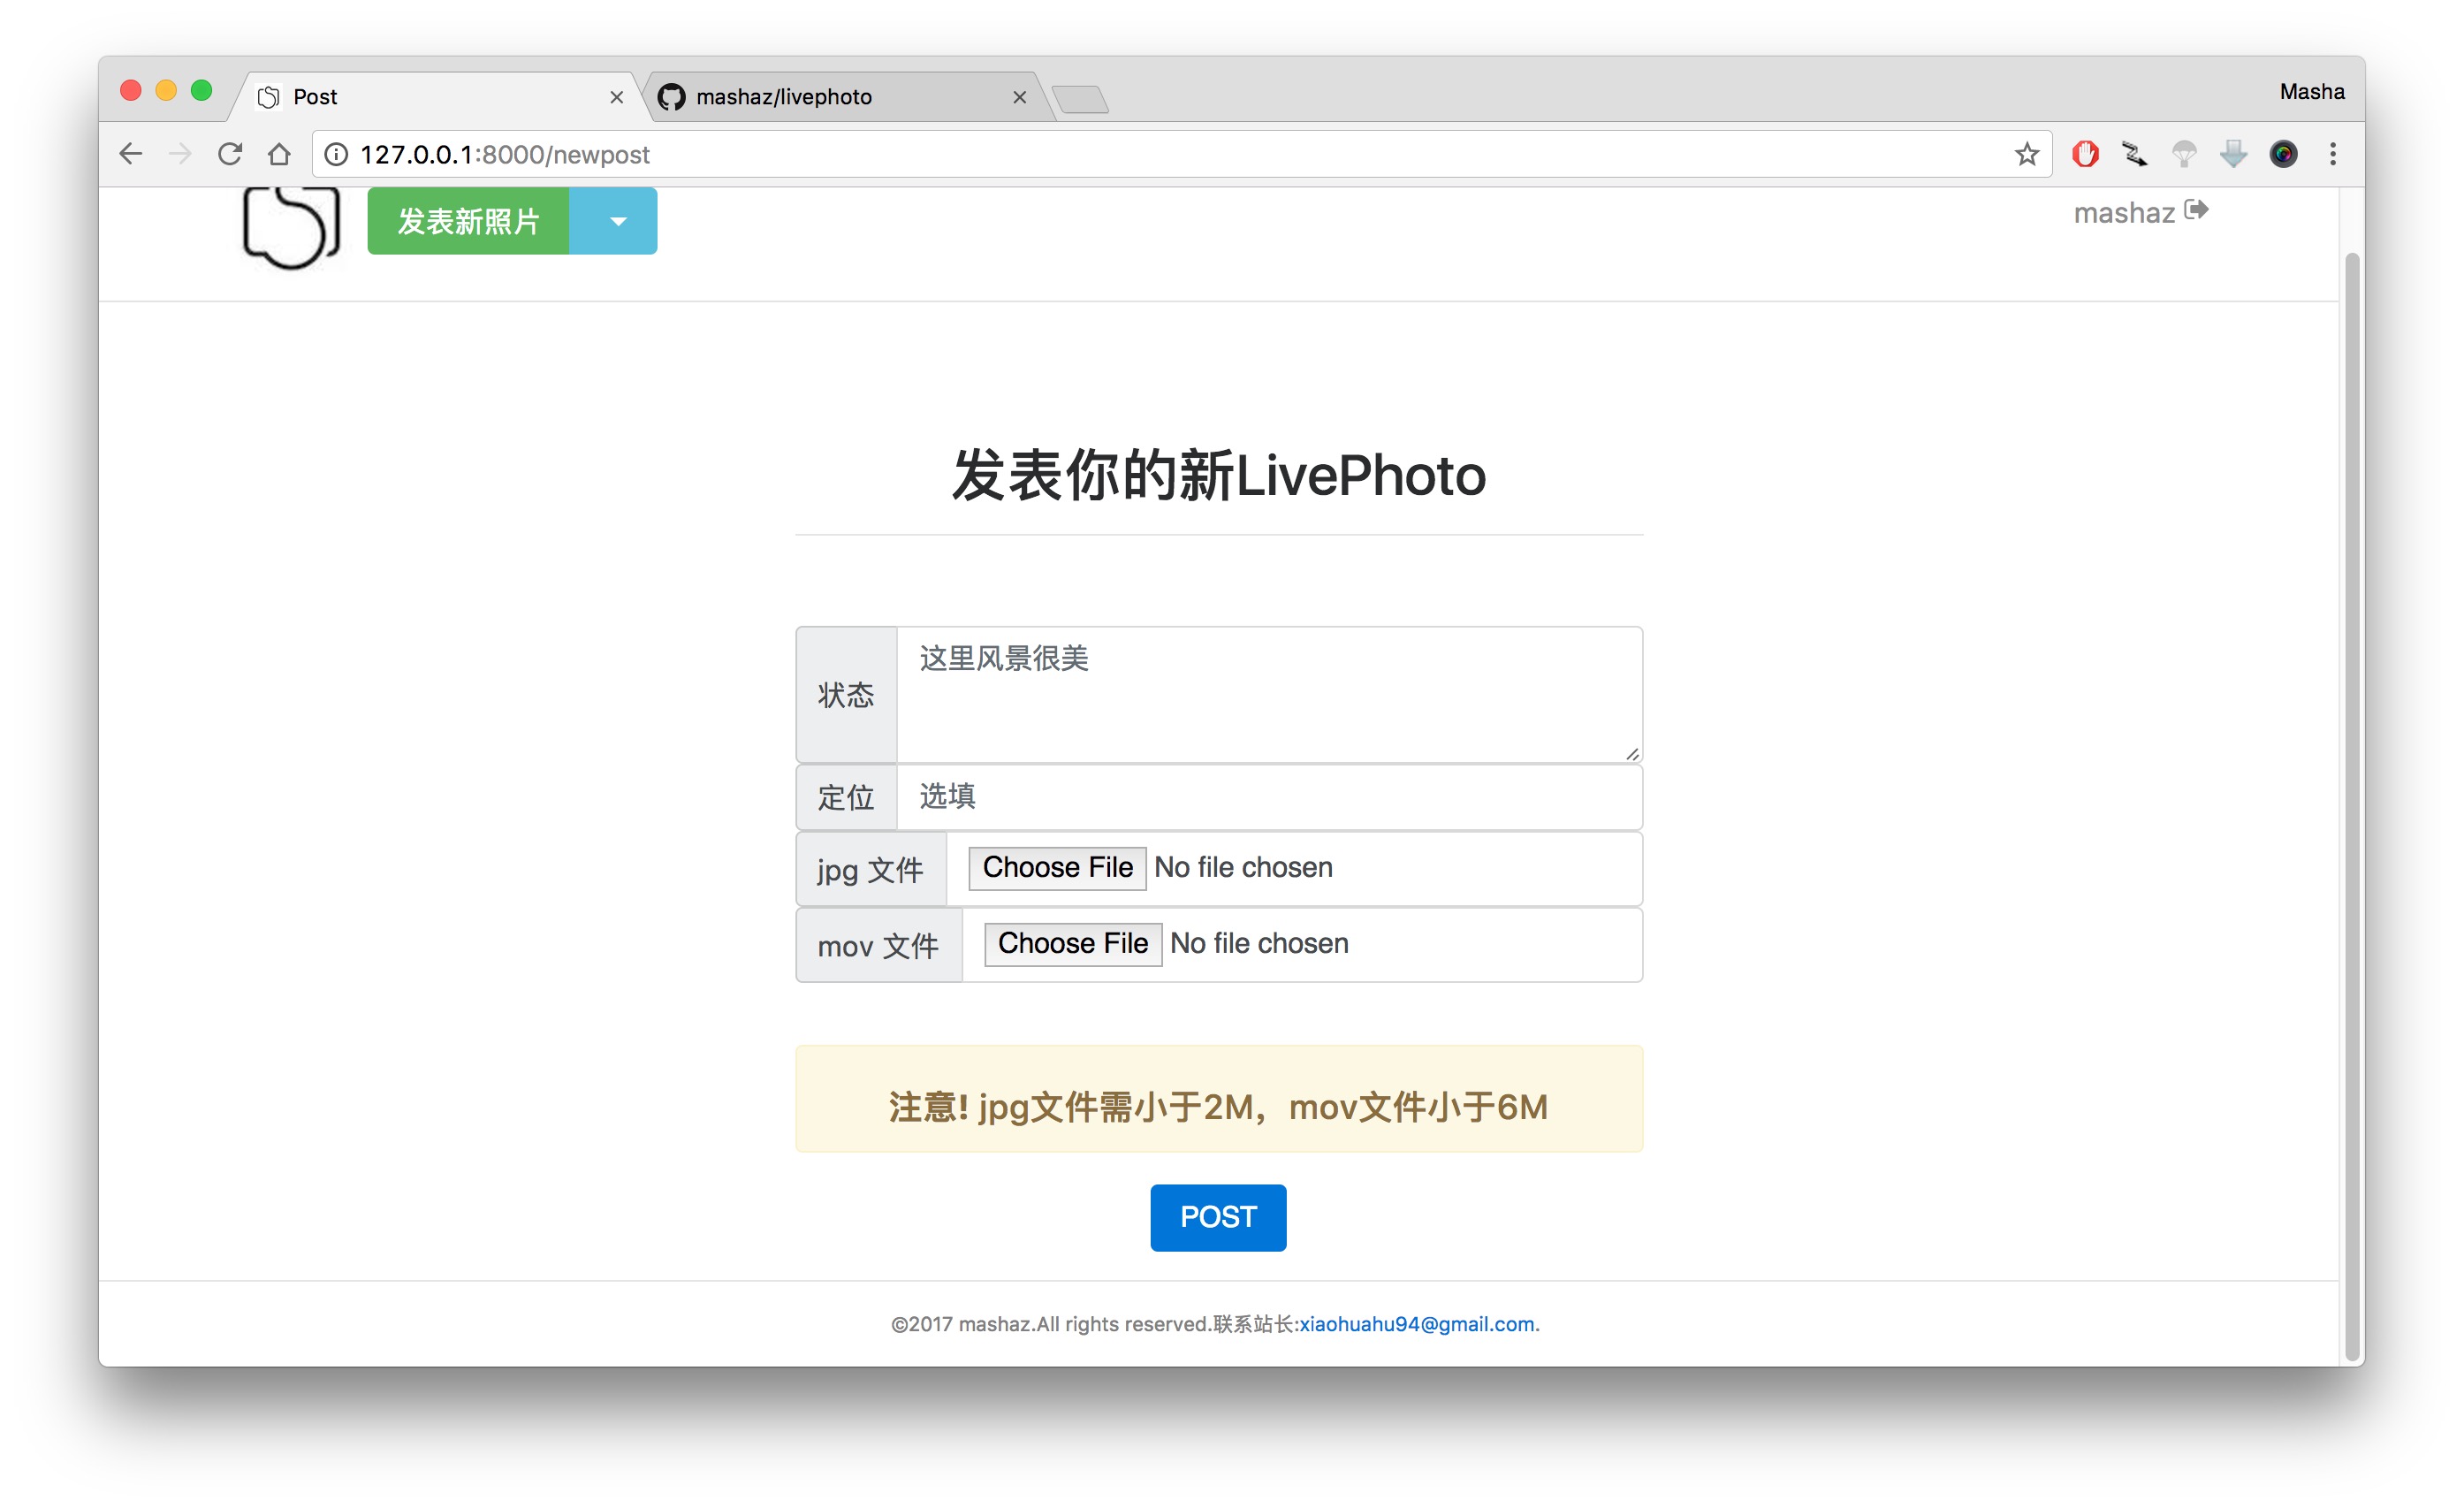 Post
mashaz/livephoto
Masha
127.0.0.1:8000/newpost
发表新照片
mashaz
发表你的新LivePhoto
状态 这里风景很美
定位 选填
jpg 文件 Choose File No file chosen
mov 文件 Choose File No file chosen
注意! jpg文件需小于2M，mov文件小于6M
POST
©2017 mashaz.All rights reserved.联系站长:xiaohuahu94@gmail.com.